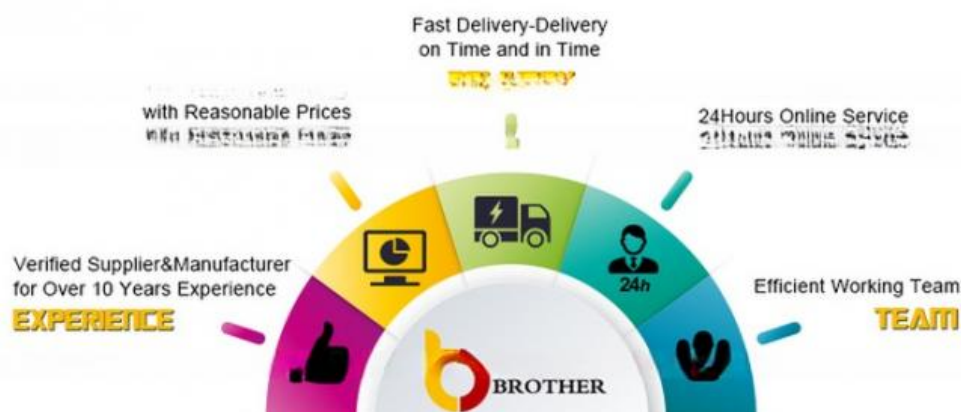 Fast Delivery-Delivery
on Time and in Time
with Reasonable Prices
24Hours Online Service
Verified Supplier&Manufacturer
for Over 10 Years Experience
EXPERIENCE
Efficient Working Team
TEAM
24h
BROTHER